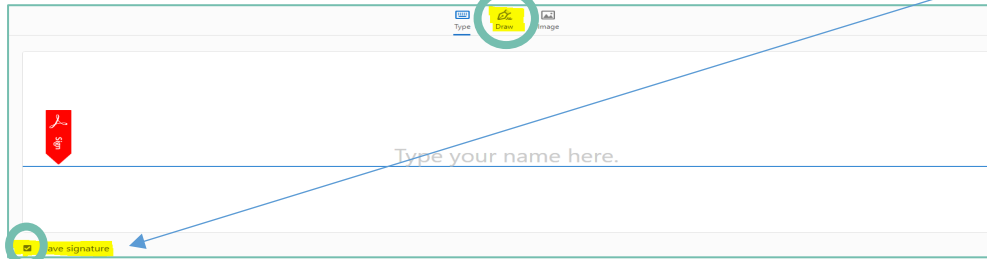 Type Draw Image
Sign
Type your name here.
ave signature